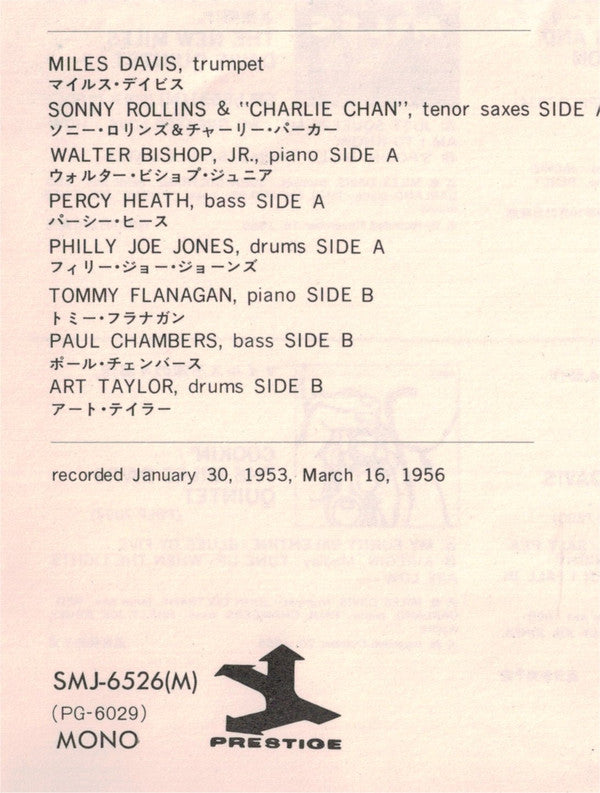 MILES DAVIS, trumpet
マイルス・デイビス
SONNY ROLLINS & "CHARLIE CHAN", tenor saxes SIDE A
ソニー・ロリンズ&チャーリー・パーカー
WALTER BISHOP, JR., piano SIDE A
ウォルター・ビショプ・ジュニア
PERCY HEATH, bass SIDE A
パーシー・ヒース
PHILLY JOE JONES, drums SIDE A
フィリー・ジョー・ジョーンズ
TOMMY FLANAGAN, piano SIDE B
トミー・フラナガン
PAUL CHAMBERS, bass SIDE B
ポール・チェンバース
ART TAYLOR, drums SIDE B
アート・テイラー
recorded January 30, 1953, March 16, 1956
SMJ-6526(M)
(PG-6029)
MONO
PRESTIGE